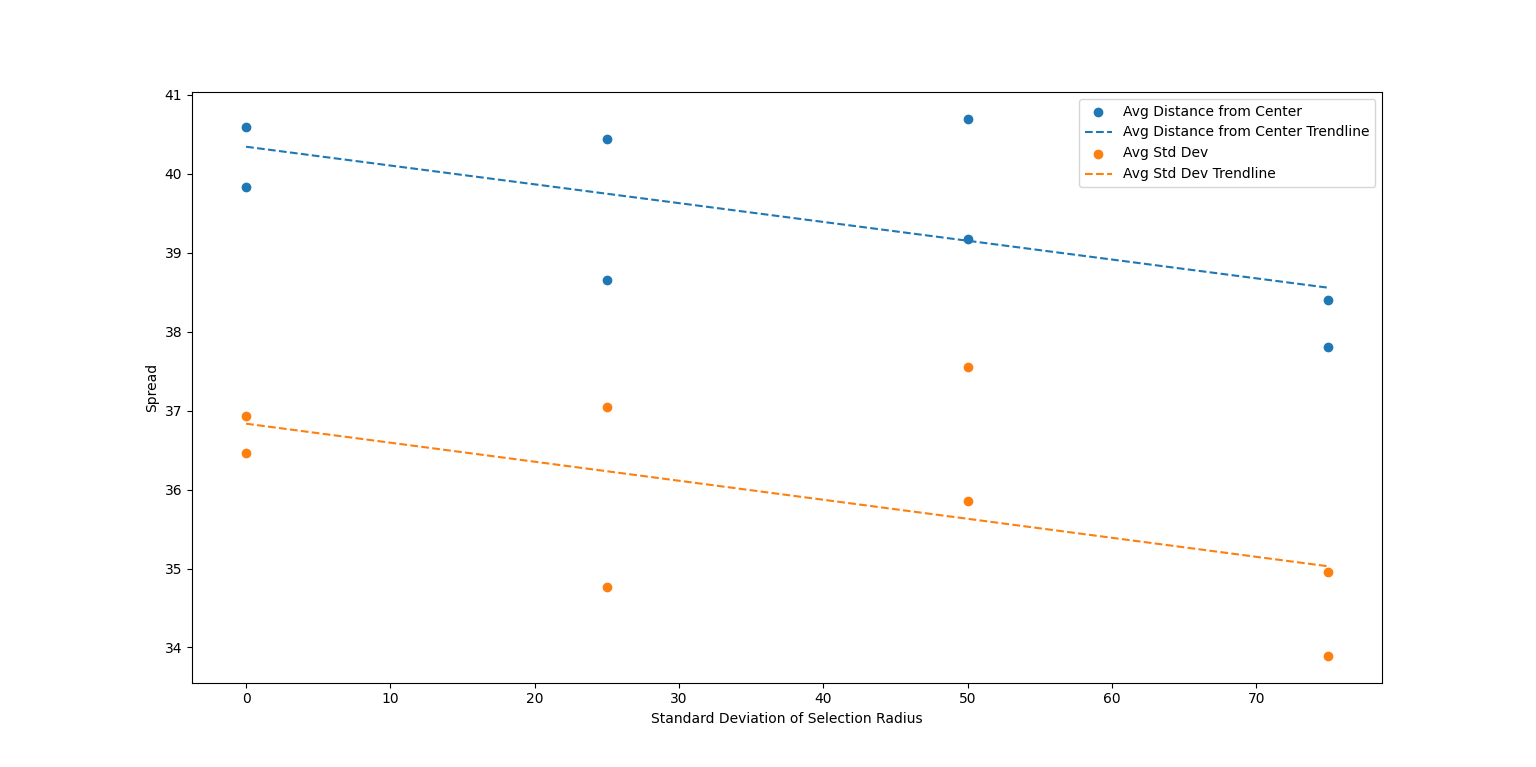 41
40
39
38
37
36
35
34
Spread
0 10 20 30 40 50 60 70
Standard Deviation of Selection Radius
Avg Distance from Center
Avg Distance from Center Trendline
Avg Std Dev
Avg Std Dev Trendline